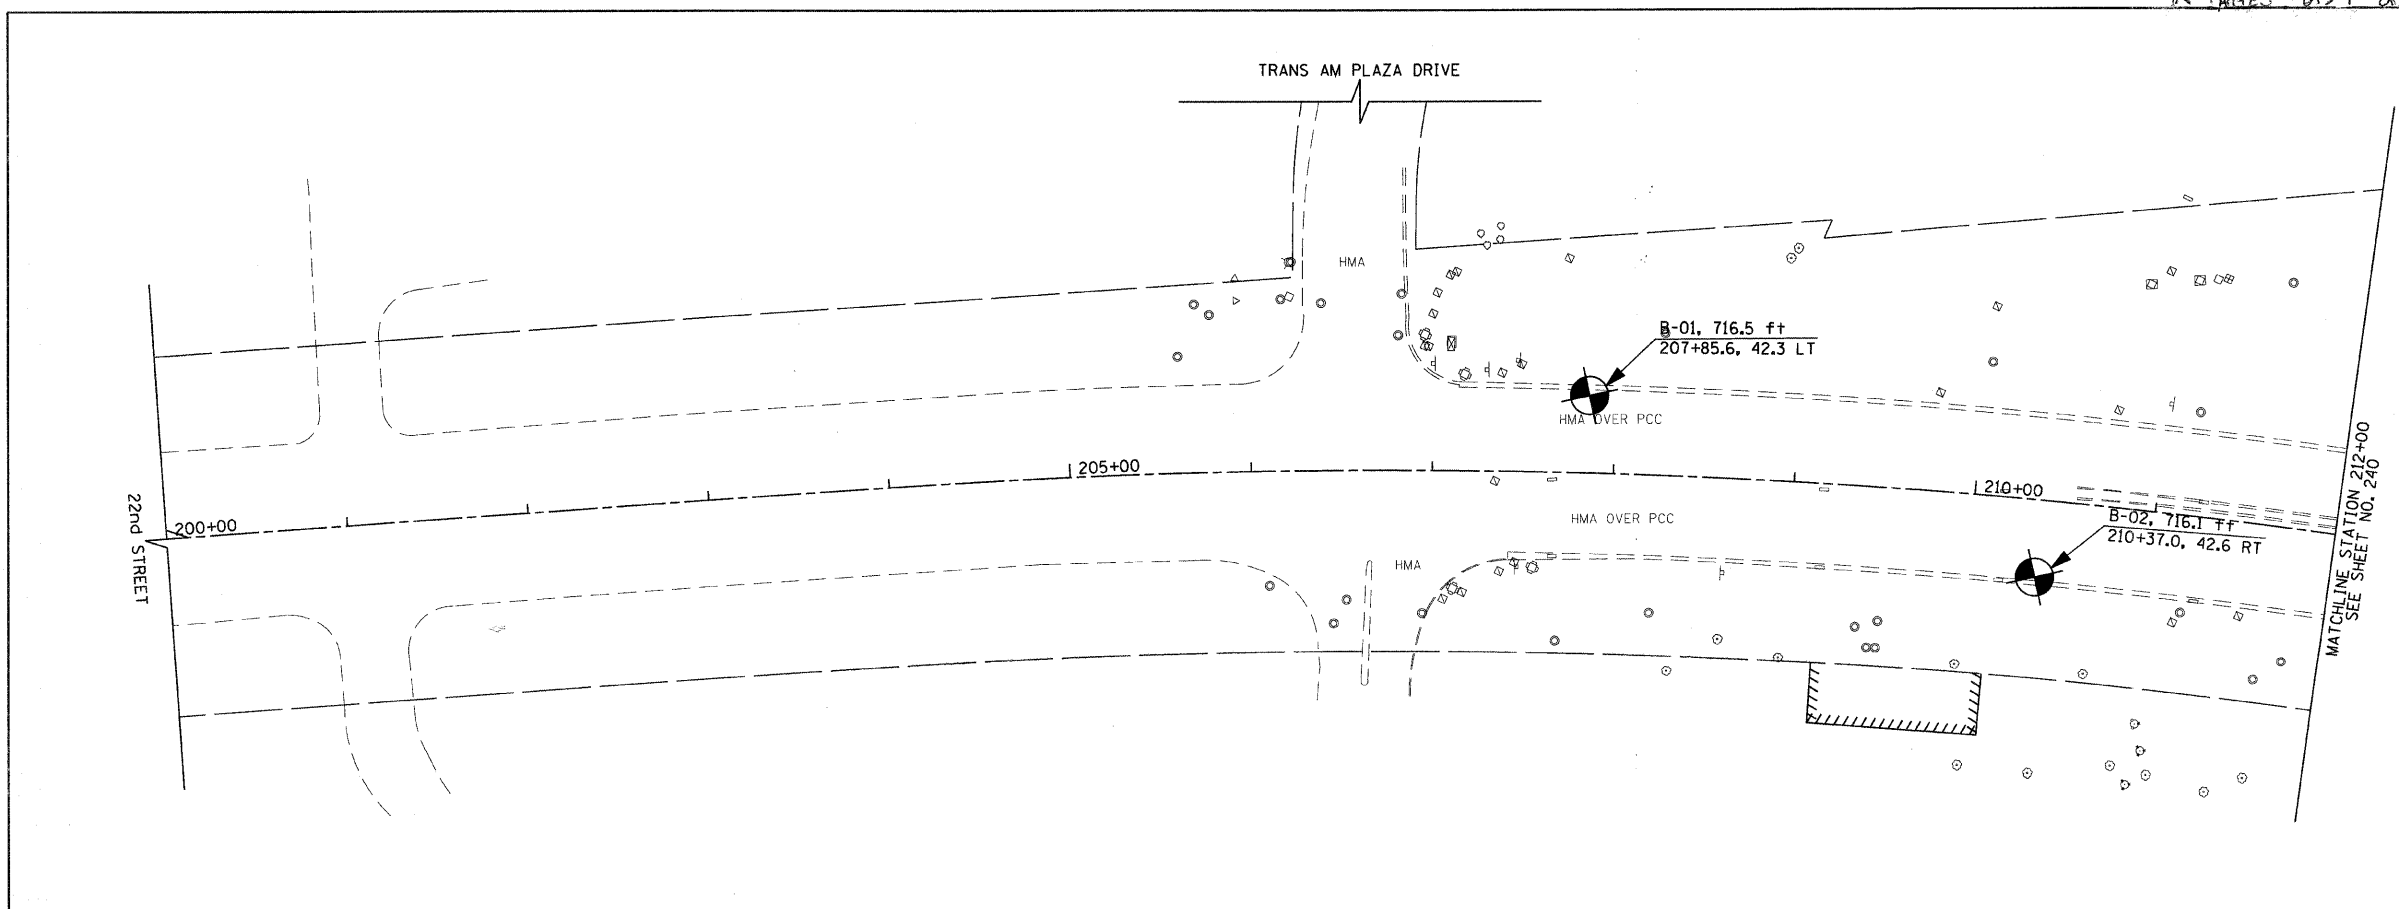 TRANS AM PLAZA DRIVE
HMA
B-01, 716.5 ft
207+85.6, 42.3 LT
HMA OVER PCC
205+00
210+00
200+00
22nd STREET
HMA OVER PCC
B-02, 716.1 ft
210+37.0, 42.6 RT
HMA
MATCHLINE STATION 212+00
SEE SHEET NO. 240